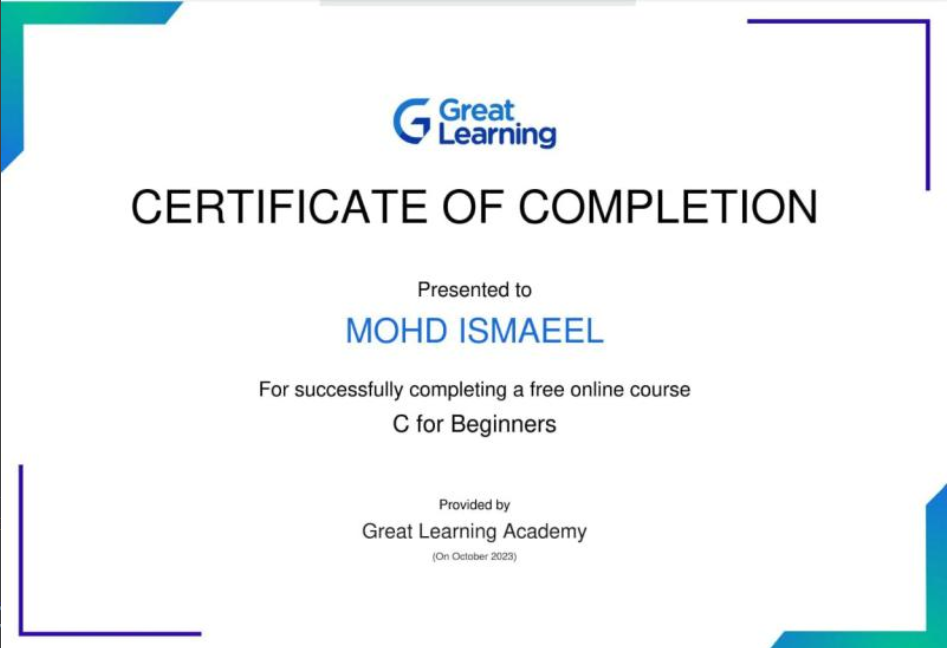 Great
Learning
CERTIFICATE OF COMPLETION
Presented to
MOHD ISMAEEL
For successfully completing a free online course
C for Beginners
Provided by
Great Learning Academy
(On October 2023)